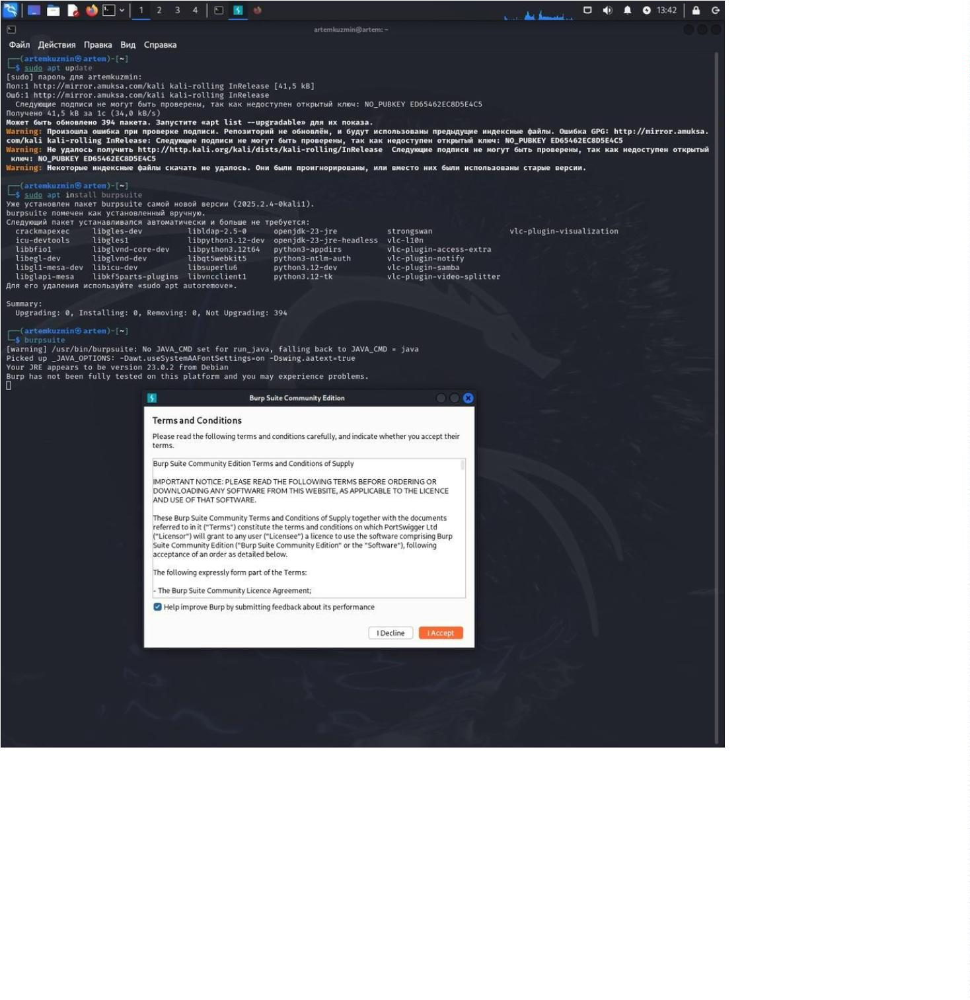 1 2 3 4 13:42
artemkuzmin@artem: ~
Файл Действия Правка Вид Справка
┌──(artemkuzmin㉿artem)-[~]
└─$ sudo apt update
[sudo] пароль для artemkuzmin:
Пол:1 http://mirror.amuksa.com/kali kali-rolling InRelease [41,5 kB]
Ошб:1 http://mirror.amuksa.com/kali kali-rolling InRelease
Следующие подписи не могут быть проверены, так как недоступен открытый ключ: NO_PUBKEY ED65462EC8D5E4C5
Получено 41,5 kB за 1с (34,0 kB/s)
Может быть обновлено 394 пакета. Запустите «apt list --upgradable» для их показа.
Warning: Произошла ошибка при проверке подписи. Репозиторий не обновлён, и будут использованы предыдущие индексные файлы. Ошибка GPG: http://mirror.amuksa.
com/kali kali-rolling InRelease: Следующие подписи не могут быть проверены, так как недоступен открытый ключ: NO_PUBKEY ED65462EC8D5E4C5
Warning: Не удалось получить http://http.kali.org/kali/dists/kali-rolling/InRelease  Следующие подписи не могут быть проверены, так как недоступен открытый
ключ: NO_PUBKEY ED65462EC8D5E4C5
Warning: Некоторые индексные файлы скачать не удалось. Они были проигнорированы, или вместо них были использованы старые версии.
┌──(artemkuzmin㉿artem)-[~]
└─$ sudo apt install burpsuite
Уже установлен пакет burpsuite самой новой версии (2025.2.4-0kali1).
burpsuite помечен как установленный вручную.
Следующий пакет устанавливался автоматически и больше не требуется:
crackmapexec libgles-dev libldap-2.5-0 openjdk-23-jre strongswan vlc-plugin-visualization
icu-devtools libgles1 libpython3.12-dev openjdk-23-jre-headless vlc-l10n
libbfio1 libglvnd-core-dev libpython3.12t64 python3-appdirs vlc-plugin-access-extra
libegl-dev libglvnd-dev libqt5webkit5 python3-ntlm-auth vlc-plugin-notify
libgl1-mesa-dev libicu-dev libsuperlu6 python3.12-dev vlc-plugin-samba
libglapi-mesa libkf5parts-plugins libvncclient1 python3.12-tk vlc-plugin-video-splitter
Для его удаления используйте «sudo apt autoremove».
Summary:
Upgrading: 0, Installing: 0, Removing: 0, Not Upgrading: 394
┌──(artemkuzmin㉿artem)-[~]
└─$ burpsuite
[warning] /usr/bin/burpsuite: No JAVA_CMD set for run_java, falling back to JAVA_CMD = java
Picked up _JAVA_OPTIONS: -Dawt.useSystemAAFontSettings=on -Dswing.aatext=true
Your JRE appears to be version 23.0.2 from Debian
Burp has not been fully tested on this platform and you may experience problems.
Burp Suite Community Edition
Terms and Conditions
Please read the following terms and conditions carefully, and indicate whether you accept their
terms.
Burp Suite Community Edition Terms and Conditions of Supply
IMPORTANT NOTICE: PLEASE READ THE FOLLOWING TERMS BEFORE ORDERING OR
DOWNLOADING ANY SOFTWARE FROM THIS WEBSITE, AS APPLICABLE TO THE LICENCE
AND USE OF THAT SOFTWARE.
These Burp Suite Community Terms and Conditions of Supply together with the documents
referred to in it ("Terms") constitute the terms and conditions on which PortSwigger Ltd
("Licensor") will grant to any user ("Licensee") a licence to use the software comprising Burp
Suite Community Edition ("Burp Suite Community Edition" or the "Software"), following
acceptance of an order as detailed below.
The following expressly form part of the Terms:
- The Burp Suite Community Licence Agreement;
Help improve Burp by submitting feedback about its performance
I Decline I Accept